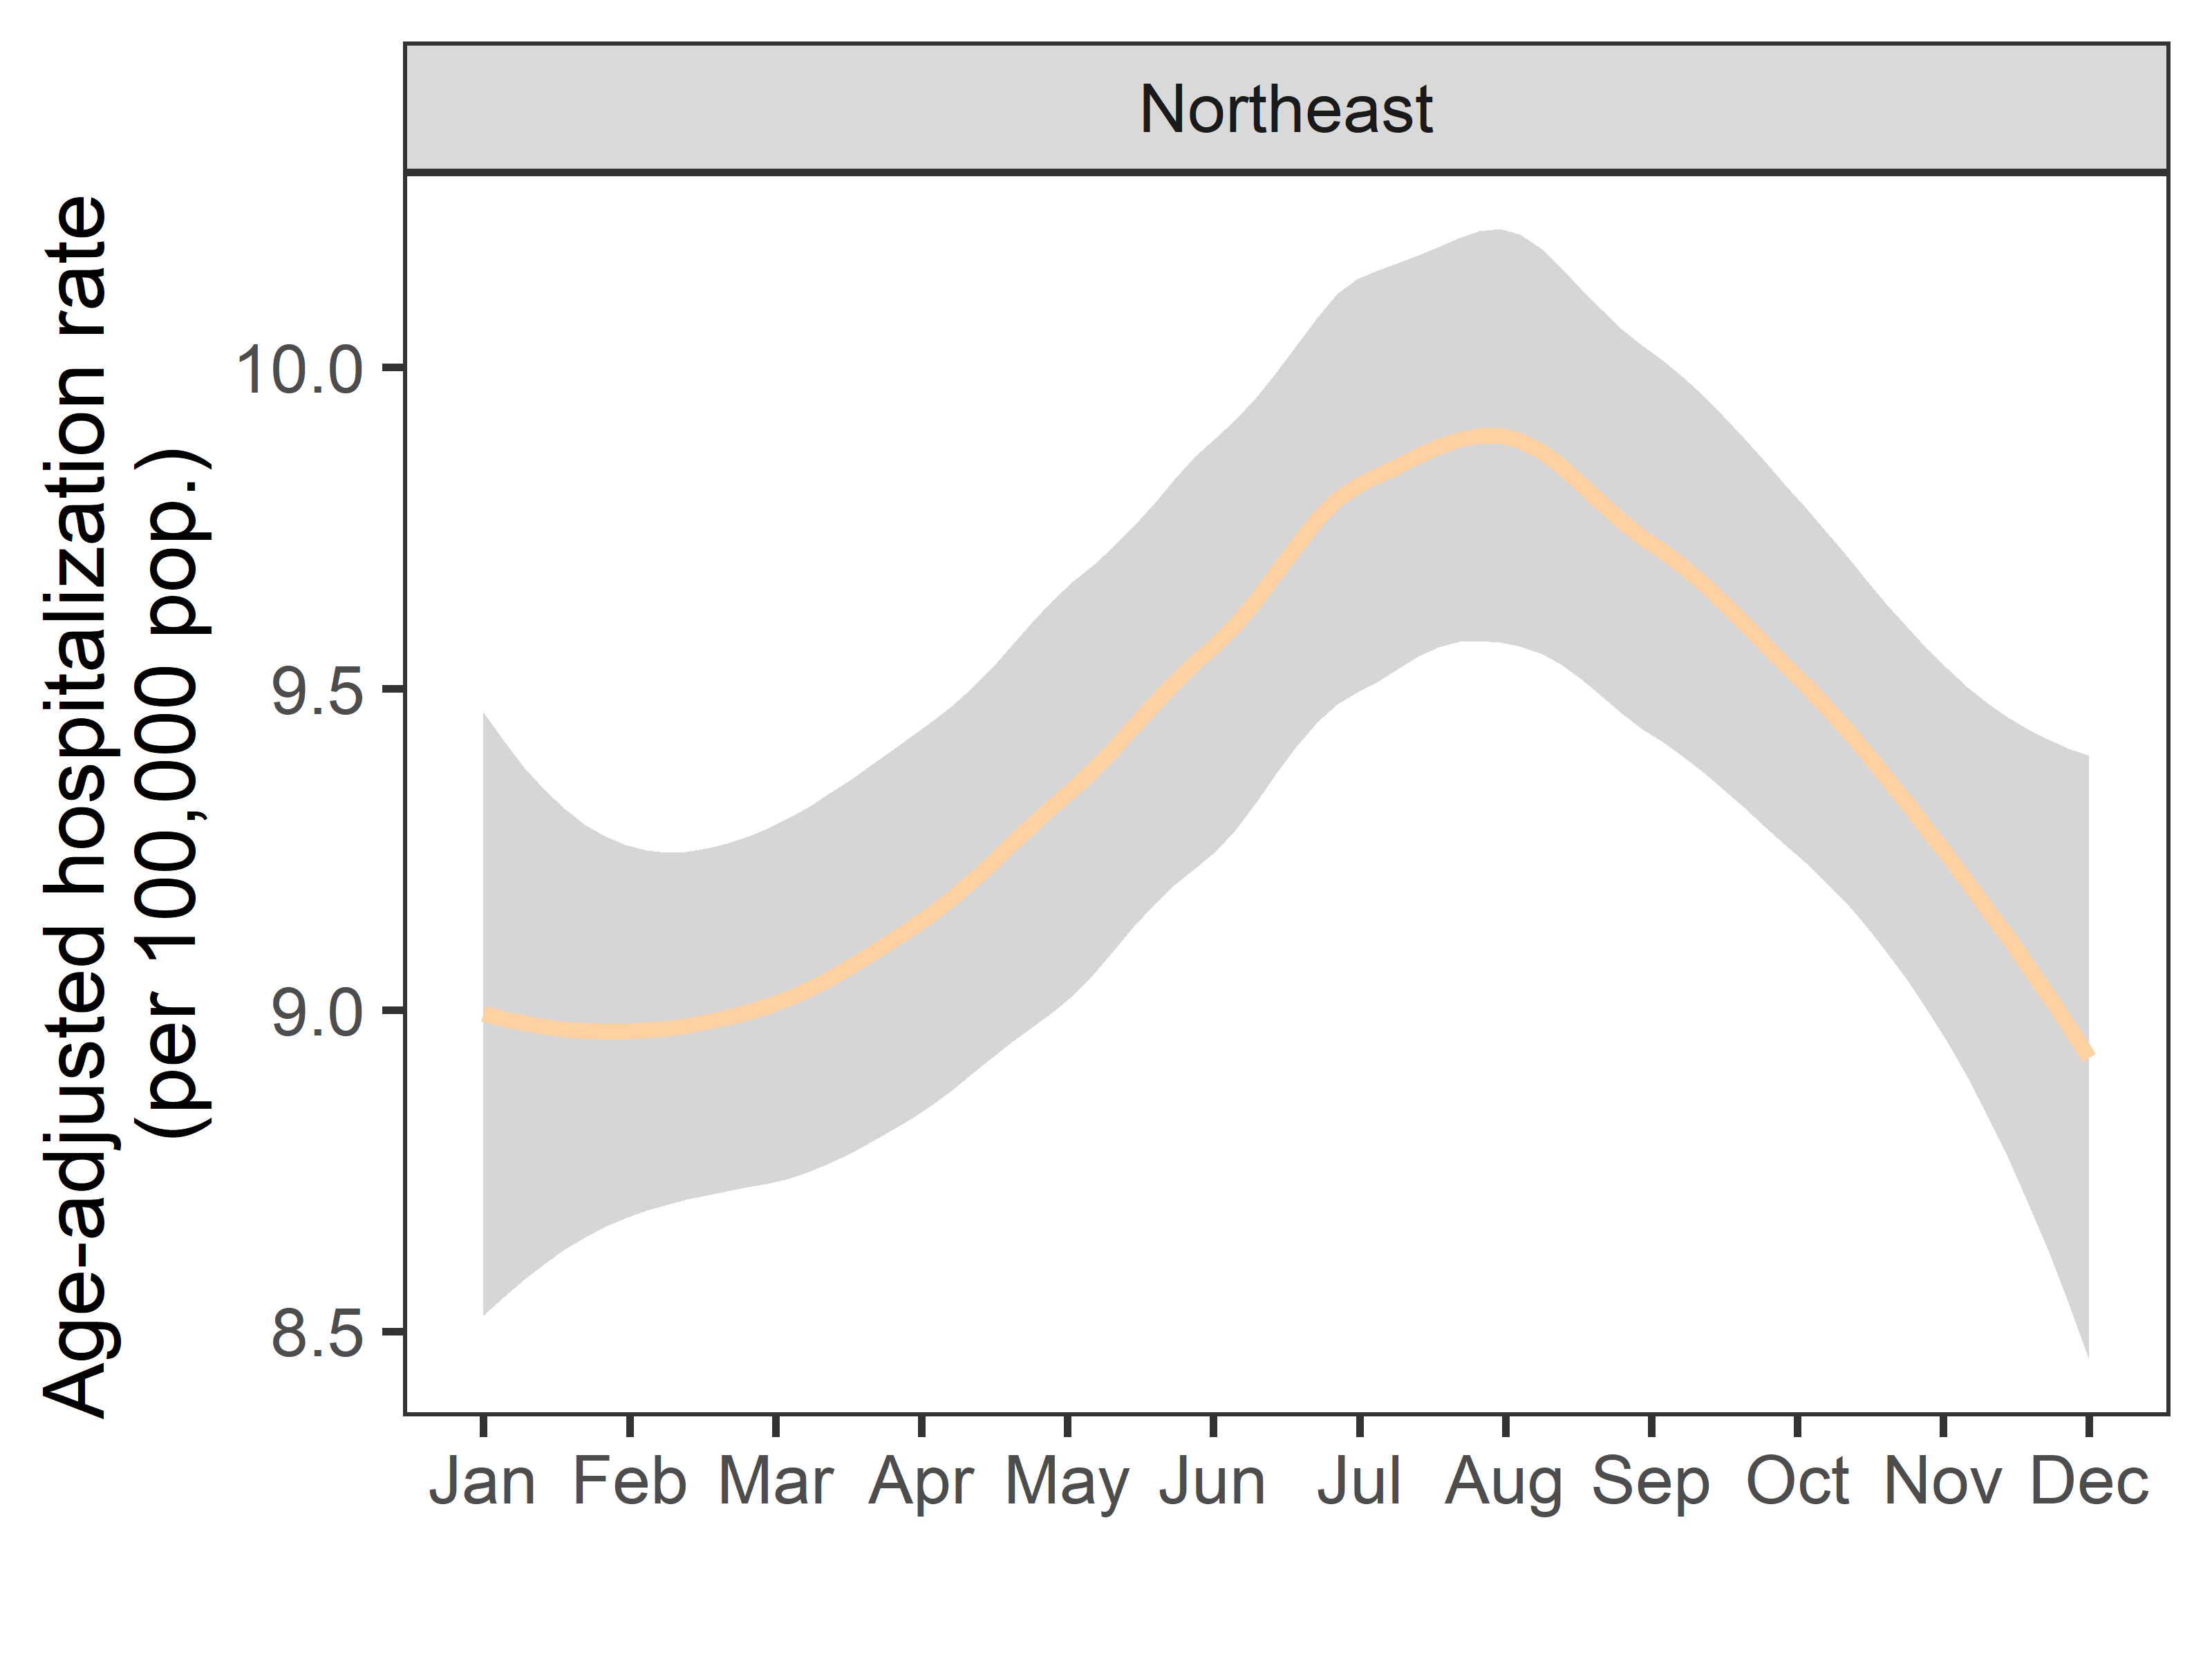 Northeast
Age-adjusted hospitalization rate
(per 100,000 pop.)
10.0
9.5
9.0
8.5
Jan Feb Mar Apr May Jun Jul Aug Sep Oct Nov Dec